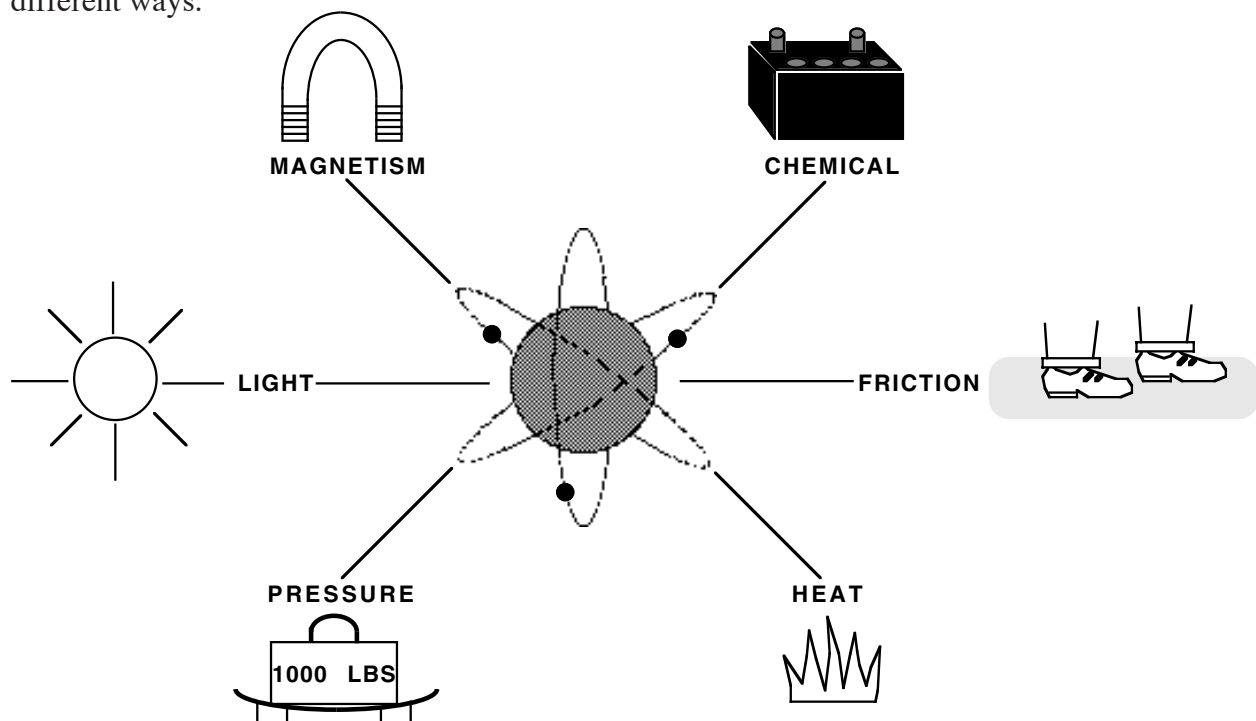 different ways.
MAGNETISM
CHEMICAL
LIGHT
FRICTION
PRESSURE
HEAT
1000 LBS